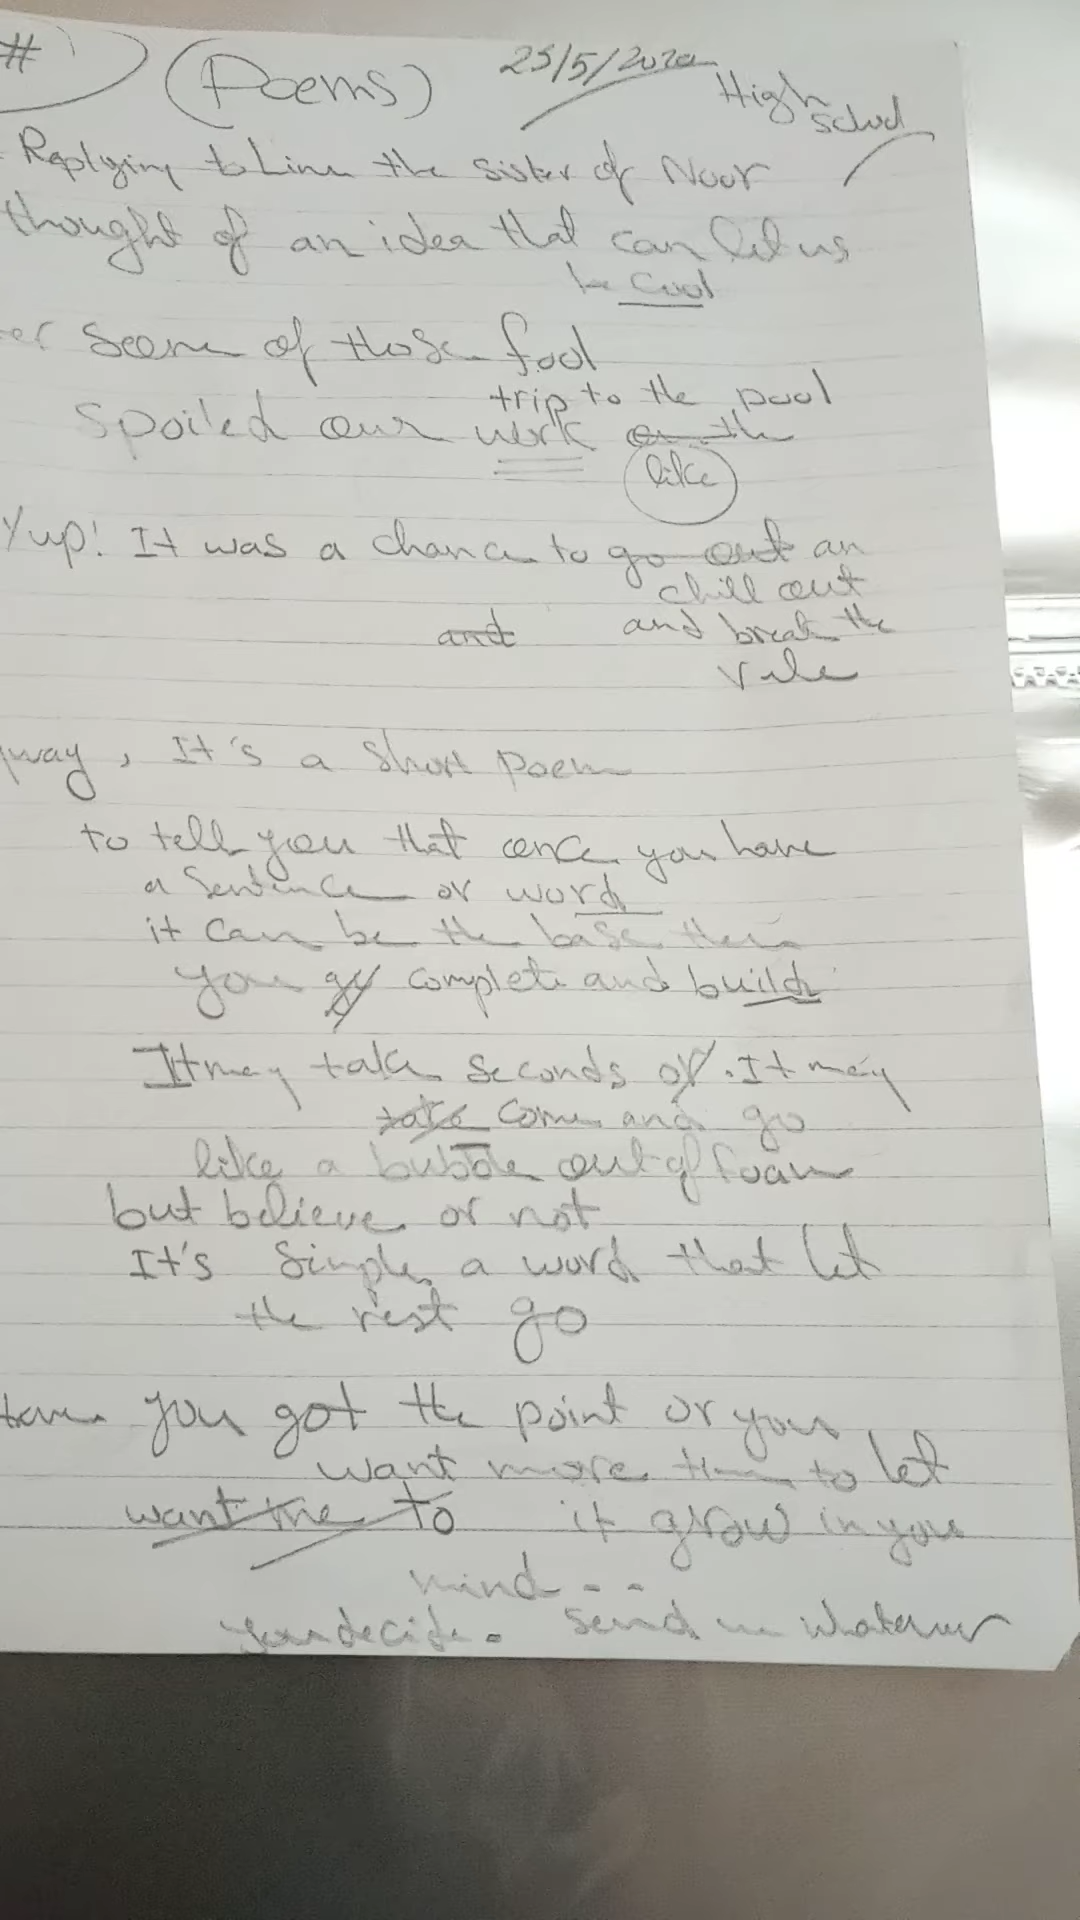 # (Poems) 25/5/2020
High school
Replying to Line the sister of Noor
thought of an idea that can let us
be cool
er Scene of those fool
trip to the pool
Spoiled our work on the
like
Yup! It was a chance to go out an
chill out
and and break the
rule
way, It's a short poem
to tell you that once you have
a Sentence or word
it can be the base then
you complete and build
It may take seconds or. It may
take come and go
like a bubble out of foam
but believe or not
It's Simple a word that let
the rest go
you got the point or you
want more to let
want me to it grow in you
mind --
you decide. send whatever